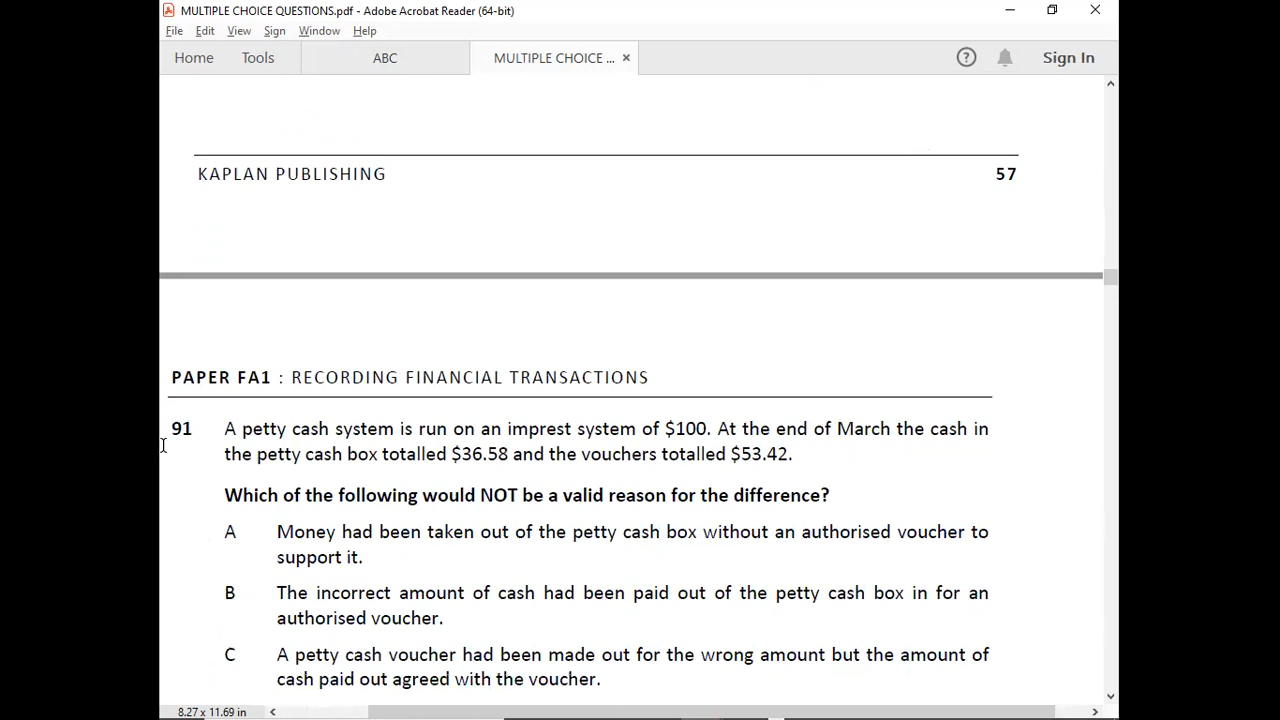 MULTIPLE CHOICE QUESTIONS.pdf - Adobe Acrobat Reader (64-bit)
File Edit View Sign Window Help
Home Tools ABC MULTIPLE CHOICE ... × Sign In
KAPLAN PUBLISHING 57
PAPER FA1 : RECORDING FINANCIAL TRANSACTIONS
91 A petty cash system is run on an imprest system of $100. At the end of March the cash in
the petty cash box totalled $36.58 and the vouchers totalled $53.42.
Which of the following would NOT be a valid reason for the difference?
A Money had been taken out of the petty cash box without an authorised voucher to
support it.
B The incorrect amount of cash had been paid out of the petty cash box in for an
authorised voucher.
C A petty cash voucher had been made out for the wrong amount but the amount of
cash paid out agreed with the voucher.
8.27 x 11.69 in